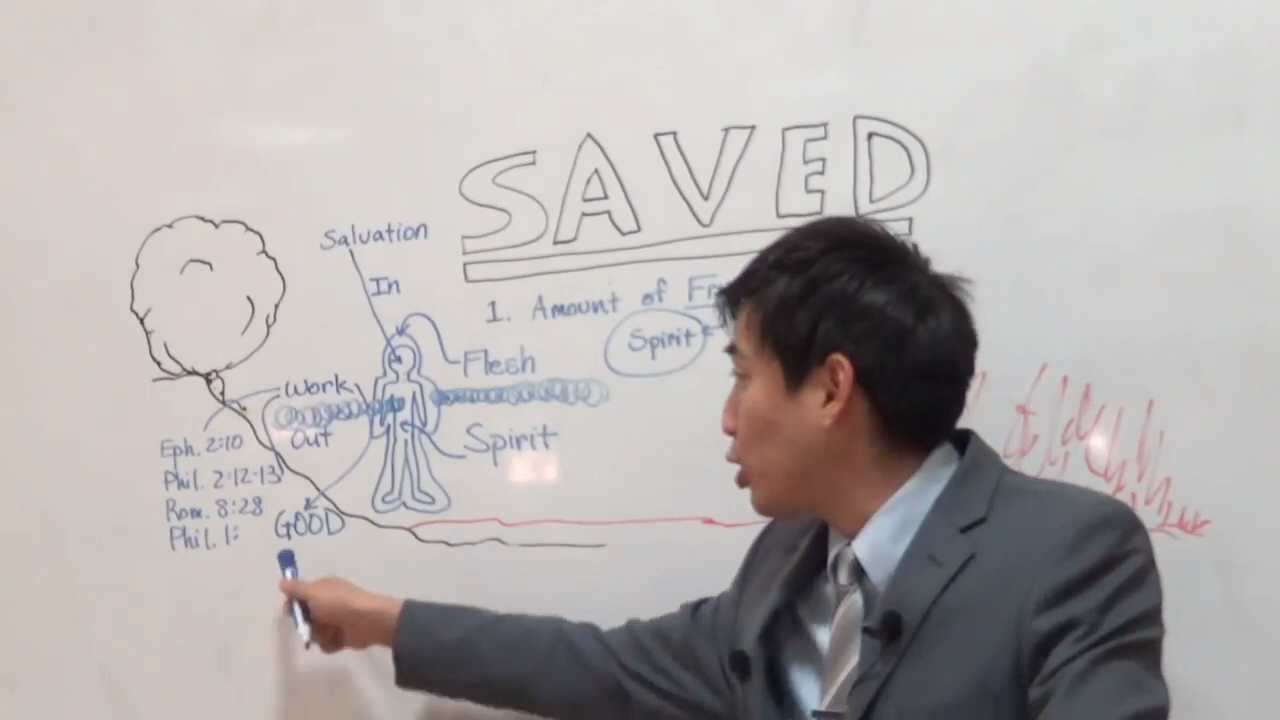 SAVED
Salvation
In
1. Amount of
Spirit
Flesh
Work
Out
Spirit
Eph. 2:10
Phil. 2:12-13
Rom. 8:28
Phil. 1:
GOOD